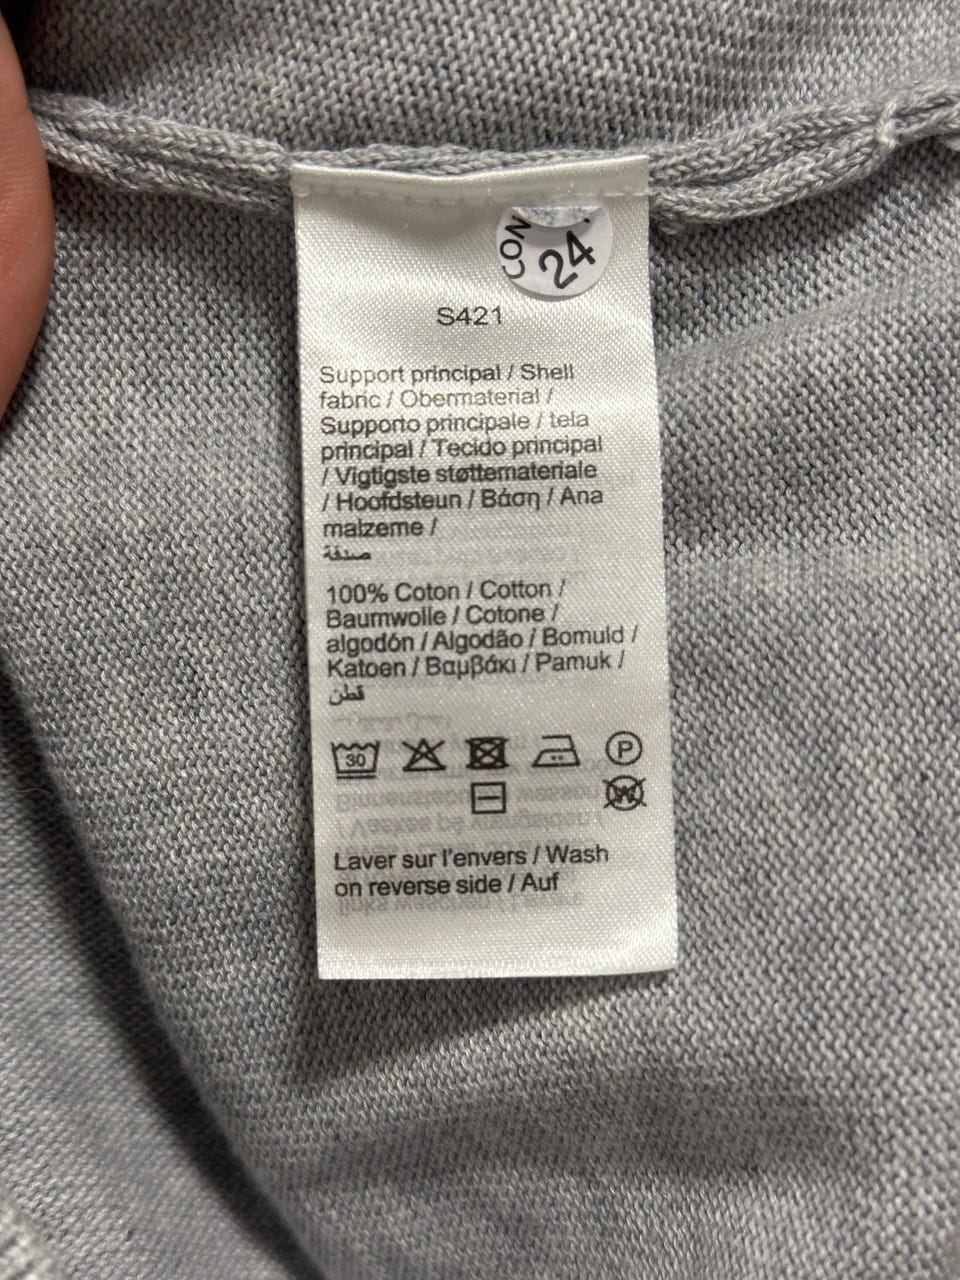 CON
24
S421
Support principal / Shell
fabric / Obermaterial /
Supporto principale / tela
principal / Tecido principal
/ Vigtigste støttemateriale
/ Hoofdsteun / Βάση / Ana
malzeme /
صدفة
100% Coton / Cotton /
Baumwolle / Cotone /
algodón / Algodão / Bomuld /
Katoen / Βαμβάκι / Pamuk /
قطن
30 P
W
Laver sur l'envers / Wash
on reverse side / Auf